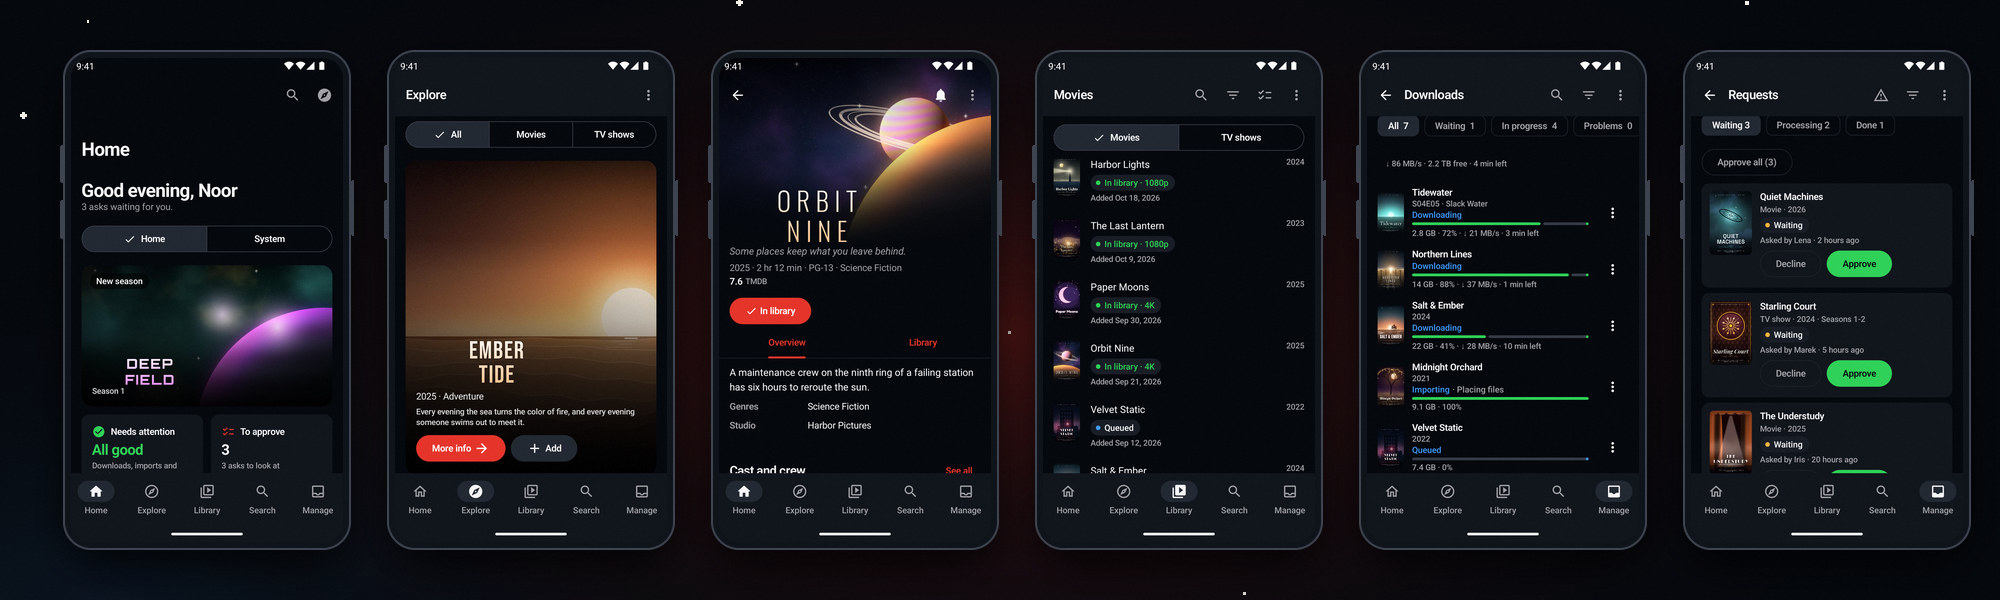 9:41
Home
Good evening, Noor
3 asks waiting for you.
Home
System
New season
DEEP
FIELD
Season 1
Needs attention
All good
Downloads, imports and
To approve
3
3 asks to look at
Home
Explore
Library
Search
Manage
9:41
Explore
All
Movies
TV shows
EMBER
TIDE
2025 · Adventure
Every evening the sea turns the color of fire, and every evening
someone swims out to meet it.
More info
Add
Home
Explore
Library
Search
Manage
9:41
ORBIT
NINE
Some places keep what you leave behind.
2025 · 2 hr 12 min · PG-13 · Science Fiction
7.6 TMDB
In library
Overview
Library
A maintenance crew on the ninth ring of a failing station
has six hours to reroute the sun.
Genres
Science Fiction
Studio
Harbor Pictures
Cast and crew
See all
Home
Explore
Library
Search
Manage
9:41
Movies
Movies
TV shows
Harbor Lights
2024
In library · 1080p
Added Oct 18, 2026
The Last Lantern
2023
In library · 1080p
Added Oct 9, 2026
Paper Moons
2025
In library · 4K
Added Sep 30, 2026
Orbit Nine
2025
In library · 4K
Added Sep 21, 2026
Velvet Static
2022
Queued
Added Sep 12, 2026
Salt & Ember
2024
Home
Explore
Library
Search
Manage
9:41
Downloads
All 7
Waiting 1
In progress 4
Problems 0
↓ 86 MB/s · 2.2 TB free · 4 min left
Tidewater
S04E05 · Slack Water
Downloading
2.8 GB · 72% · ↓ 21 MB/s · 3 min left
Northern Lines
Downloading
14 GB · 88% · ↓ 37 MB/s · 1 min left
Salt & Ember
2024
Downloading
22 GB · 41% · ↓ 28 MB/s · 10 min left
Midnight Orchard
2021
Importing · Placing files
9.1 GB · 100%
Velvet Static
2022
Queued
7.4 GB · 0%
Home
Explore
Library
Search
Manage
9:41
Requests
Waiting 3
Processing 2
Done 1
Approve all (3)
QUIET
MACHINES
Quiet Machines
Movie · 2026
Waiting
Asked by Lena · 2 hours ago
Decline
Approve
Starling Court
Starling Court
TV show · 2024 · Seasons 1-2
Waiting
Asked by Marek · 5 hours ago
Decline
Approve
The Understudy
Movie · 2025
Waiting
Asked by Iris · 20 hours ago
Home
Explore
Library
Search
Manage